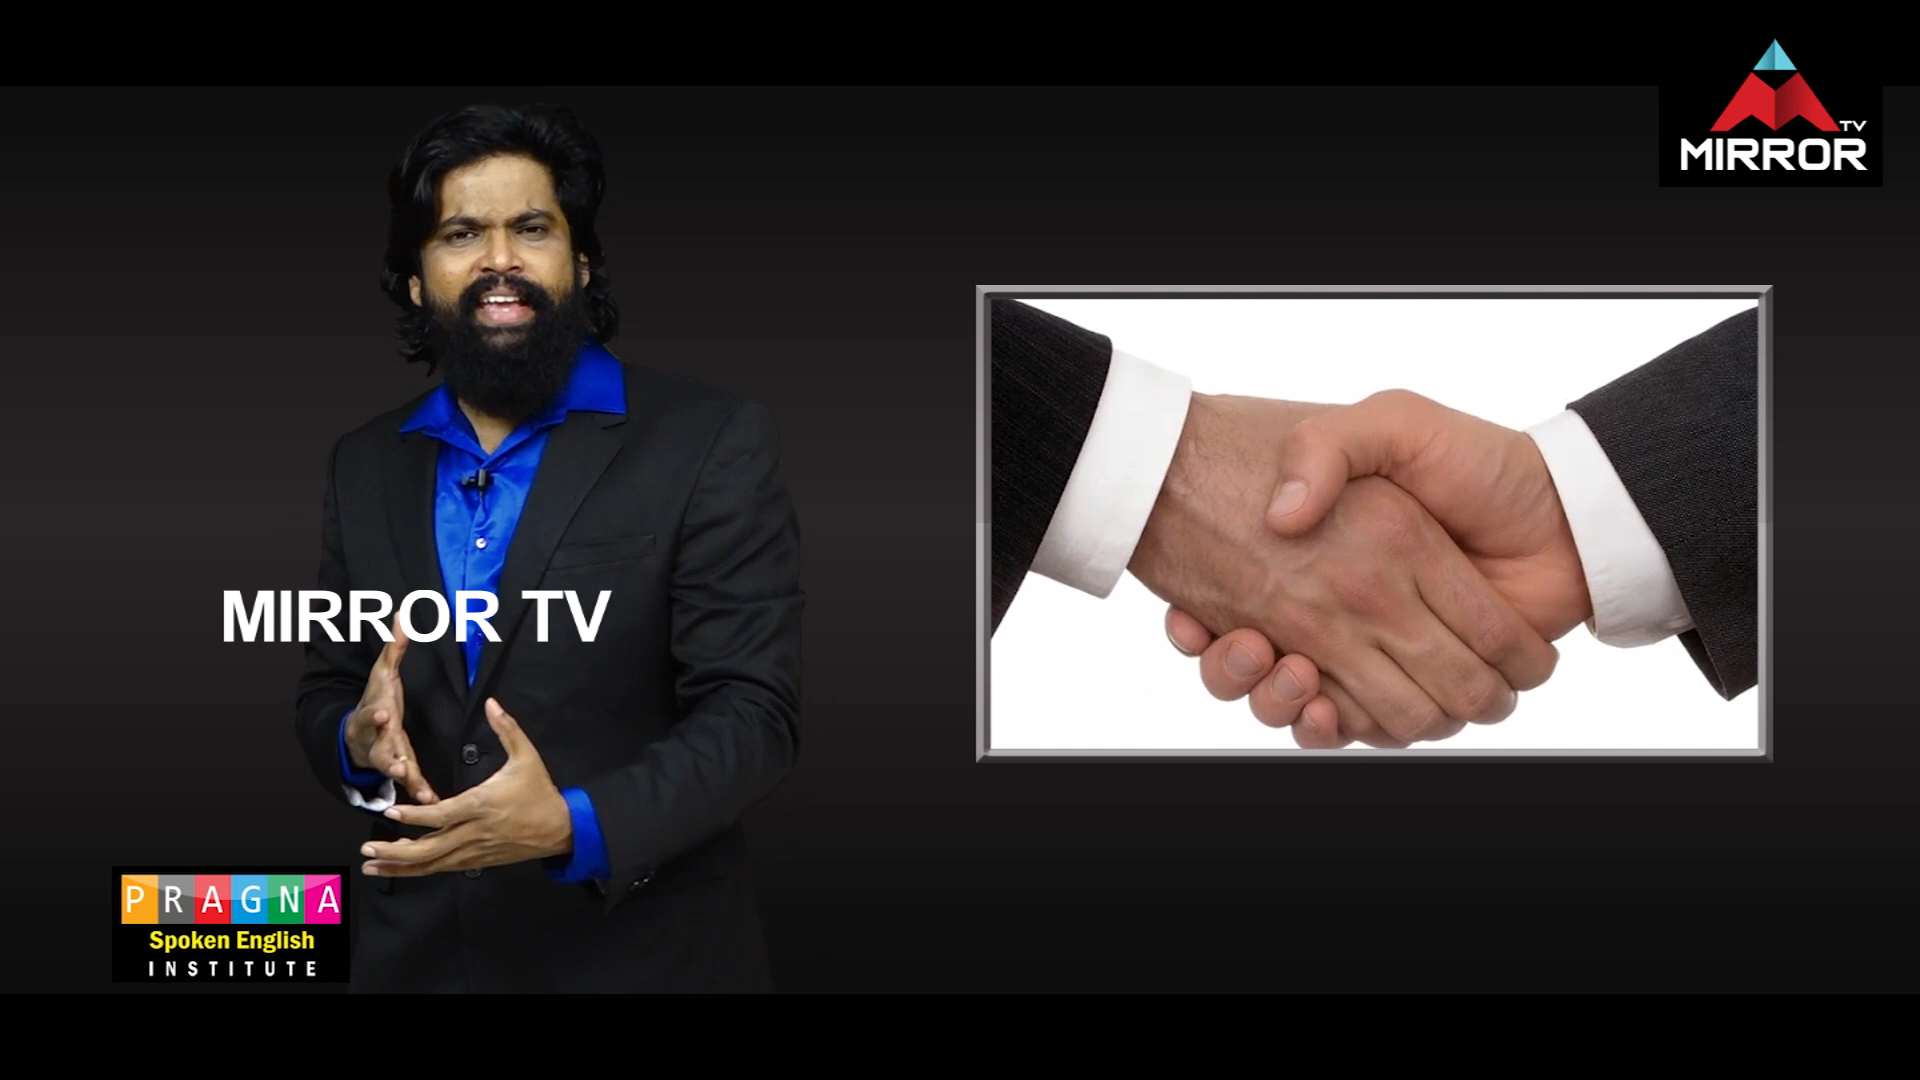 TV
MIRROR
MIRROR TV
PRAGNA
Spoken English
INSTITUTE